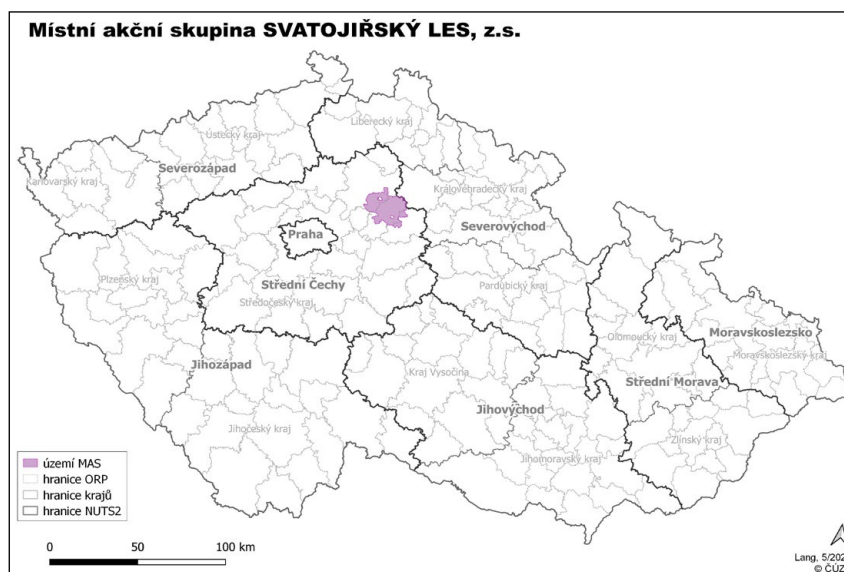 Místní akční skupina SVATOJIŘSKÝ LES, z.s.
Liberecký kraj
Ústecký kraj
Severozápad
Karlovarský kraj
Královéhradecký kraj
Severovýchod
Praha
Plzeňský kraj
Střední Čechy
Středočeský kraj
Pardubický kraj
Moravskoslezsko
Olomoucký kraj
Moravskoslezský kraj
Jihozápad
Kraj Vysočina
Střední Morava
Jihovýchod
Jihočeský kraj
Zlínský kraj
Jihomoravský kraj
území MAS
hranice ORP
hranice krajů
hranice NUTS2
0 50 100 km
Lang, 5/202
© ČÚZ